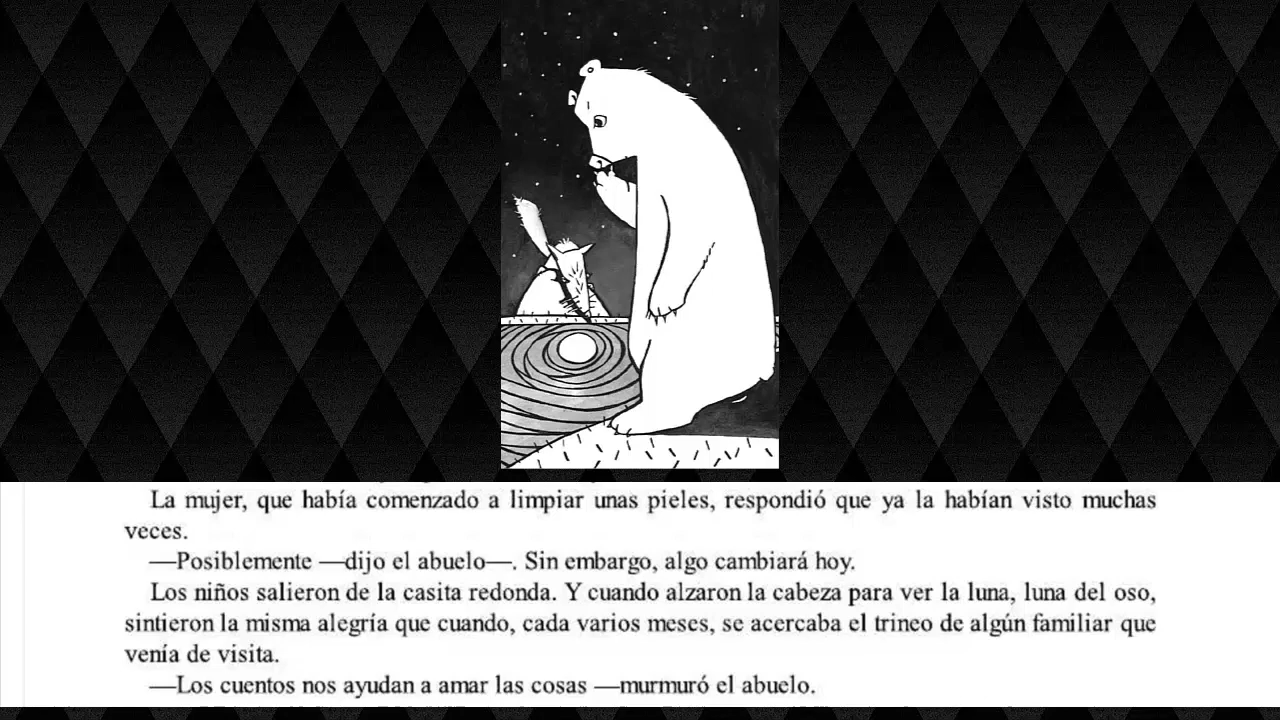 La mujer, que había comenzado a limpiar unas pieles, respondió que ya la habían visto muchas
veces.
—Posiblemente —dijo el abuelo—. Sin embargo, algo cambiará hoy.
Los niños salieron de la casita redonda. Y cuando alzaron la cabeza para ver la luna, luna del oso,
sintieron la misma alegría que cuando, cada varios meses, se acercaba el trineo de algún familiar que
venía de visita.
—Los cuentos nos ayudan a amar las cosas —murmuró el abuelo.